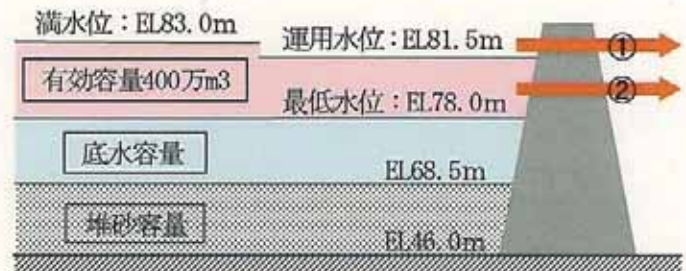 満水位：EL83.0m
運用水位：EL81.5m
①
有効容量400万m3
②
最低水位：EL78.0m
底水容量
EL68.5m
堆砂容量
EL46.0m